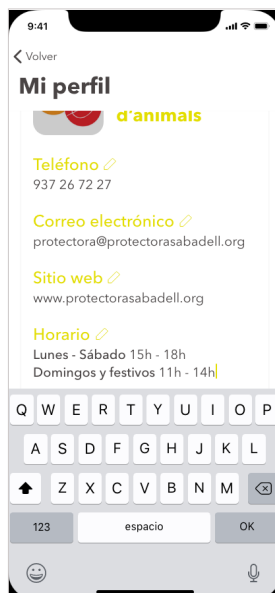 9:41
Volver
Mi perfil
d'animals
Teléfono
937 26 72 27
Correo electrónico
protectora@protectorasabadell.org
Sitio web
www.protectorasabadell.org
Horario
Lunes - Sábado 15h - 18h
Domingos y festivos 11h - 14h
Q W E R T Y U I O P
A S D F G H J K L
Z X C V B N M
123 espacio OK